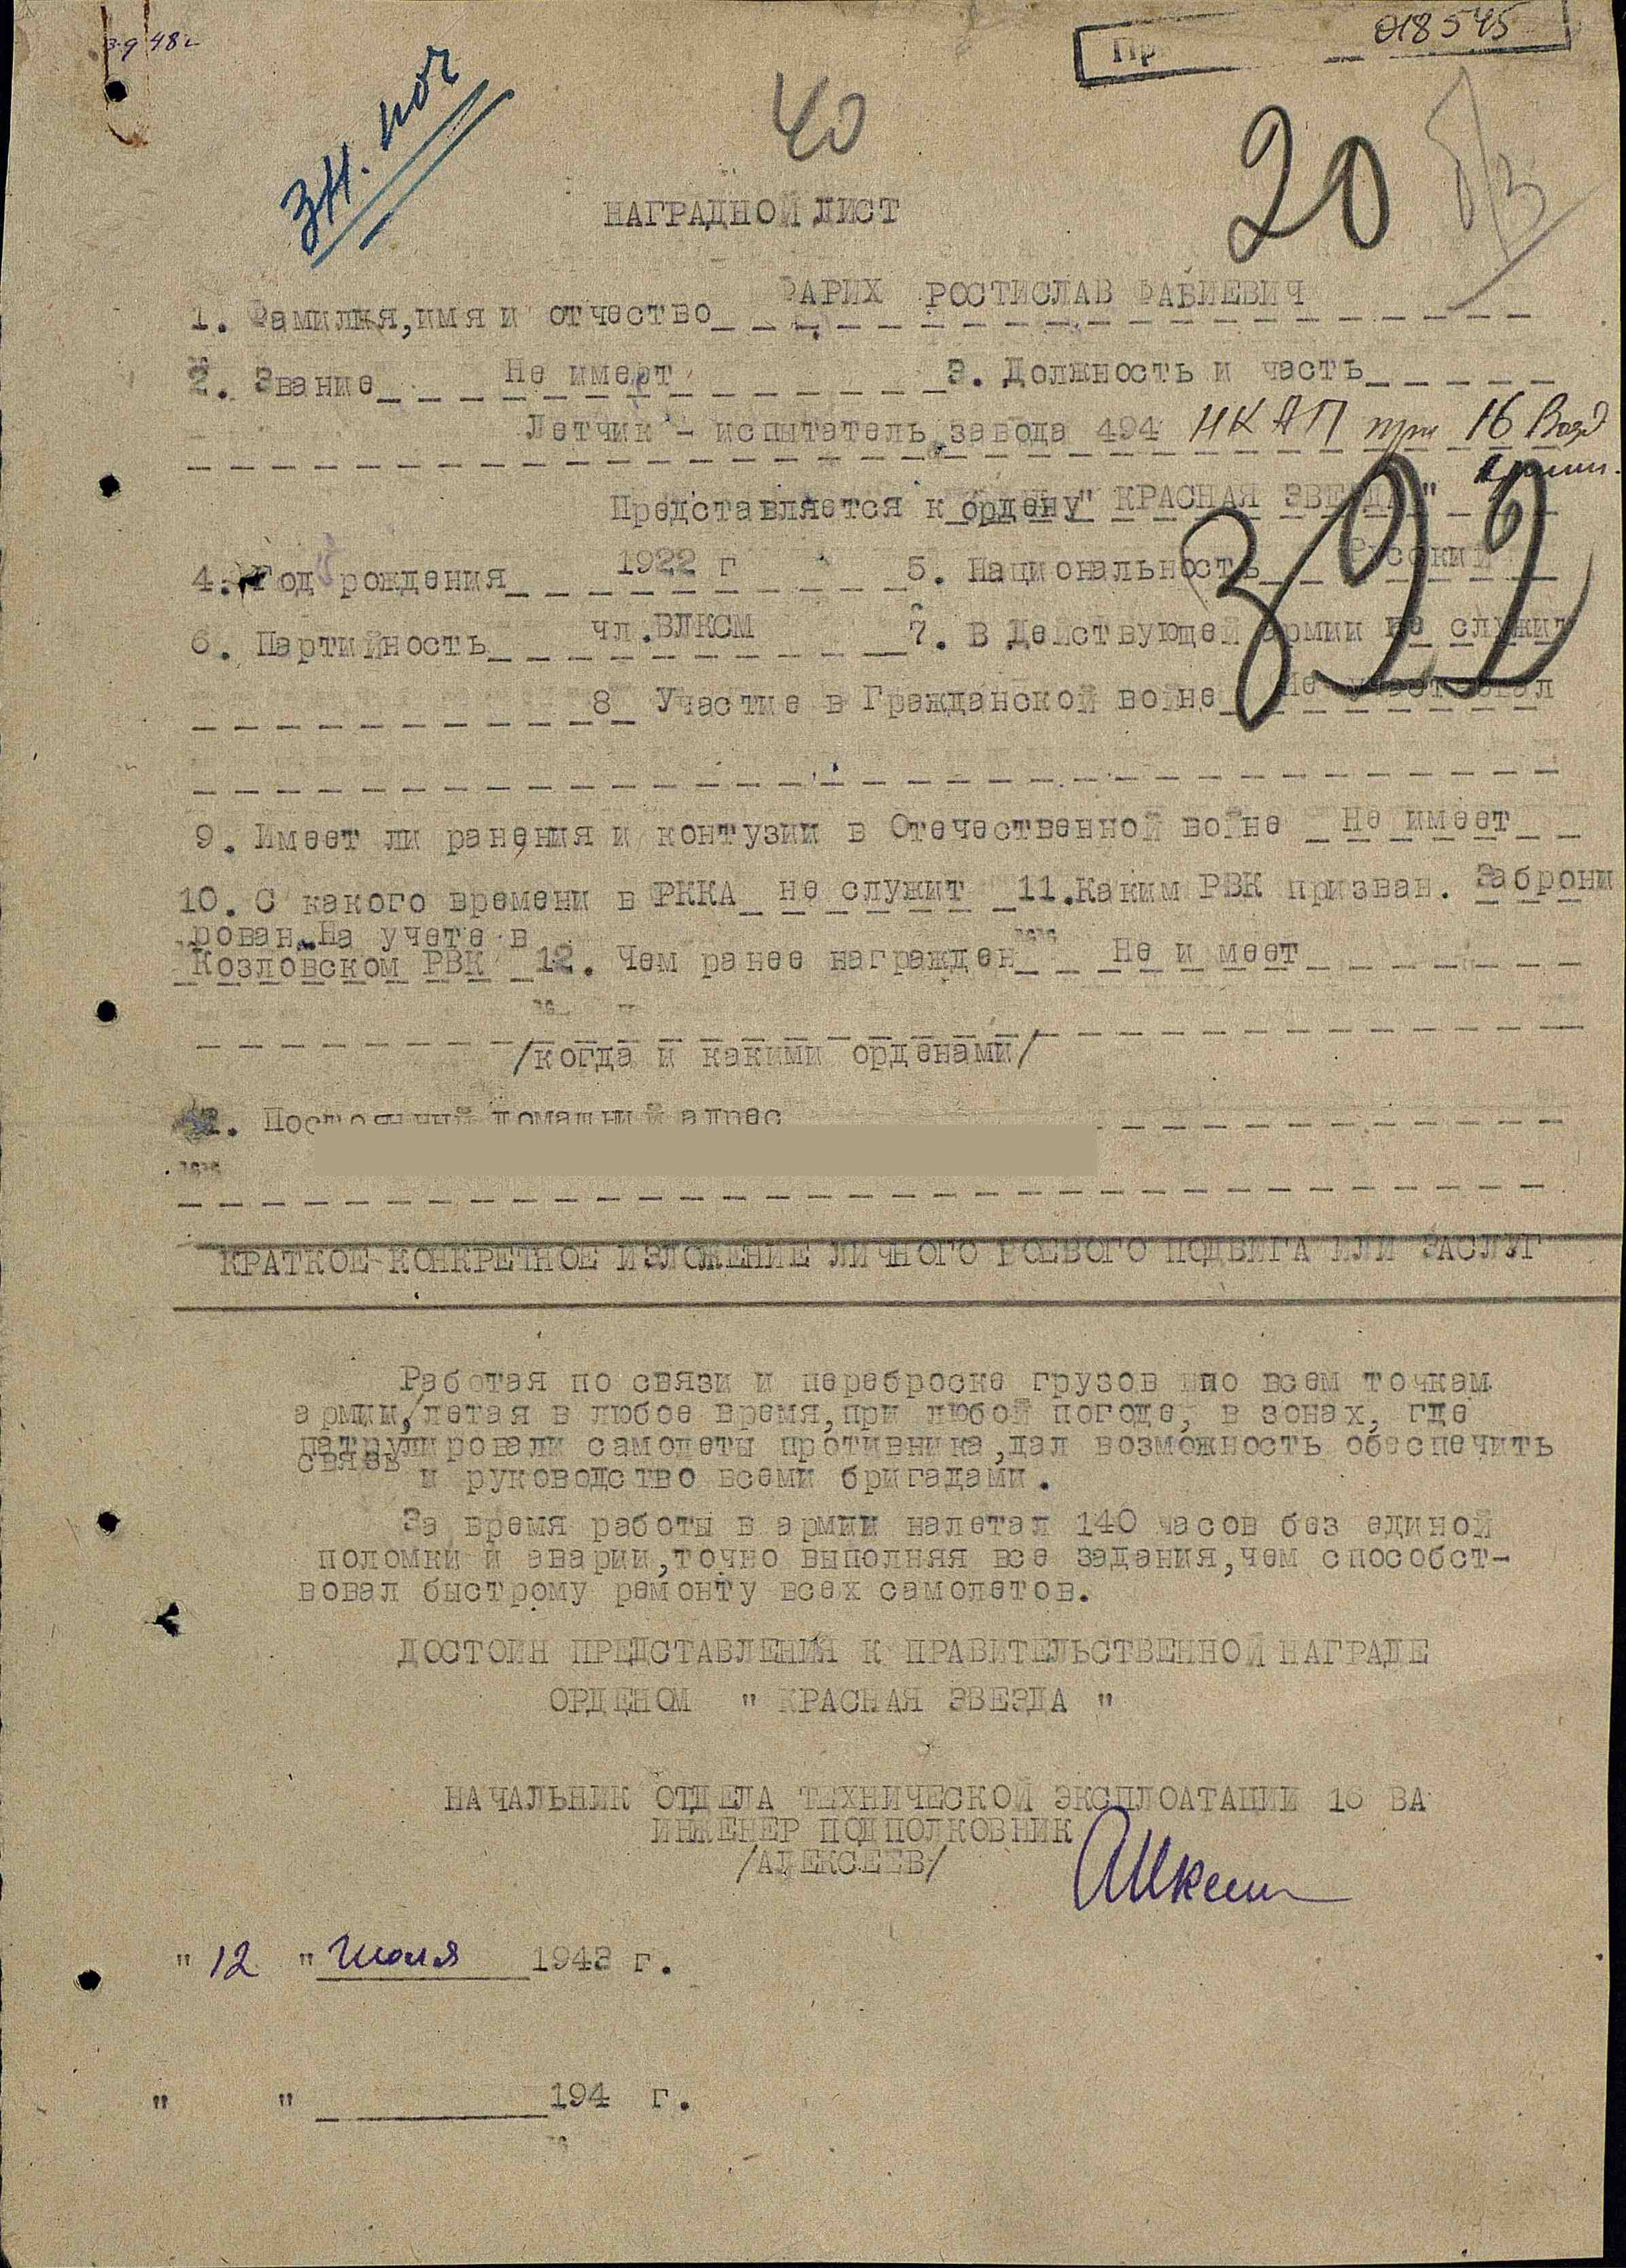 018545
Пр
зн. поч
40
20
НАГРАДНОЙ ЛИСТ
ФАРИХ РОСТИСЛАВ ФАБИЕВИЧ
1. Фамилия,имя и отчество
2. Звание Не имеет 3. Должность и часть
Летчик - испытатель завода 494 НКАП при 16 Возд
армии.
Представляется к ордену" КРАСНАЯ ЗВЕЗДА"
322
4. Год рождения 1922 г 5. Национальность Русский
6. Партийность чл.ВЛКСМ 7. В Действующей армии не служит
8 Участие в Гражданской войне Не участвовал
9. Имеет ли ранения и контузии в Отечественной войне Не имеет
10. С какого времени в РККА не служит 11.Каким РВК призван. Заброни
рован на учете в
Козловском РВК 12. Чем ранее награжден Не и меет
/когда и какими орденами/
Постоянный домашний адрес
КРАТКОЕ КОНКРЕТНОЕ ИЗЛОЖЕНИЕ ЛИЧНОГО БОЕВОГО ПОДВИГА ИЛИ ЗАСЛУГ
Работая по связи и переброске грузов по всем точкам
армии,летая в любое время,при любой погоде, в зонах, где
патрулировали самолеты противника,дал возможность обеспечить
связь и руководство всеми бригадами.
За время работы в армии налетал 140 часов без единой
поломки и аварии,точно выполняя все задания,чем способст-
вовал быстрому ремонту всех самолетов.
ДОСТОИН ПРЕДСТАВЛЕНИЯ К ПРАВИТЕЛЬСТВЕННОЙ НАГРАДЕ
ОРДЕНОМ " КРАСНАЯ ЗВЕЗДА "
НАЧАЛЬНИК ОТДЕЛА ТЕХНИЧЕСКОЙ ЭКСПЛОАТАЦИИ 16 ВА
ИНЖЕНЕР ПОДПОЛКОВНИК
/АЛЕКСЕЕВ/
" 12 " Июля 1943 г.
" " 194 г.